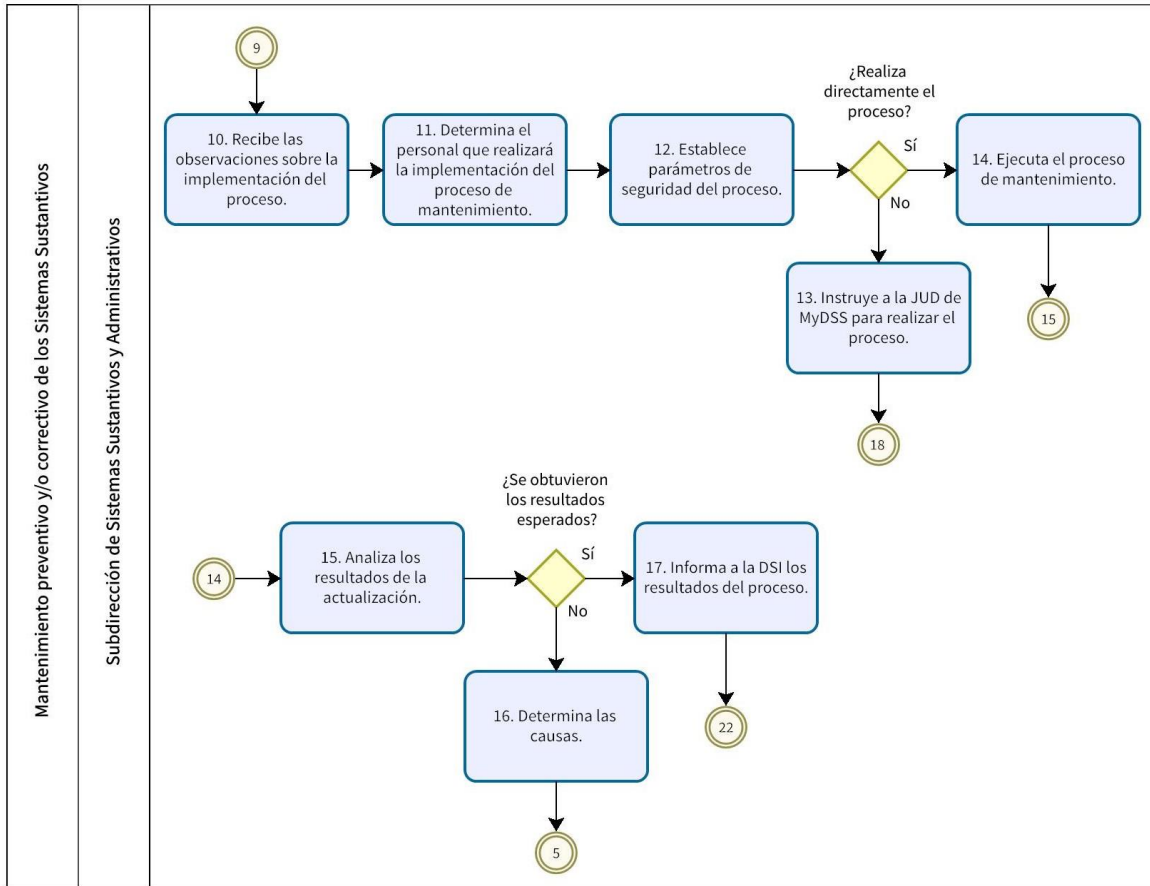 Mantenimiento preventivo y/o correctivo de los Sistemas Sustantivos
Subdirección de Sistemas Sustantivos y Administrativos
9
10. Recibe las
observaciones sobre la
implementación del
proceso.
11. Determina el
personal que realizará
la implementación del
proceso de
mantenimiento.
12. Establece
parámetros de
seguridad del proceso.
¿Realiza
directamente el
proceso?
Sí
No
14. Ejecuta el proceso
de mantenimiento.
15
13. Instruye a la JUD de
MyDSS para realizar el
proceso.
18
14
15. Analiza los
resultados de la
actualización.
¿Se obtuvieron
los resultados
esperados?
Sí
No
17. Informa a la DSI los
resultados del proceso.
22
16. Determina las
causas.
5